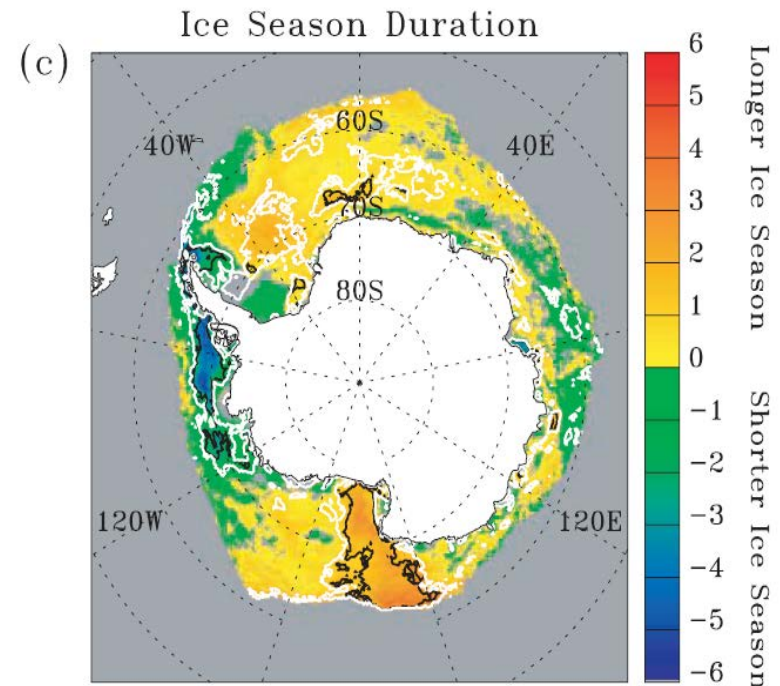 Ice Season Duration
(c)
60S
40W
40E
70S
80S
120W
120E
6
5
4
3
2
1
0
−1
−2
−3
−4
−5
−6
Longer Ice Season
Shorter Ice Season